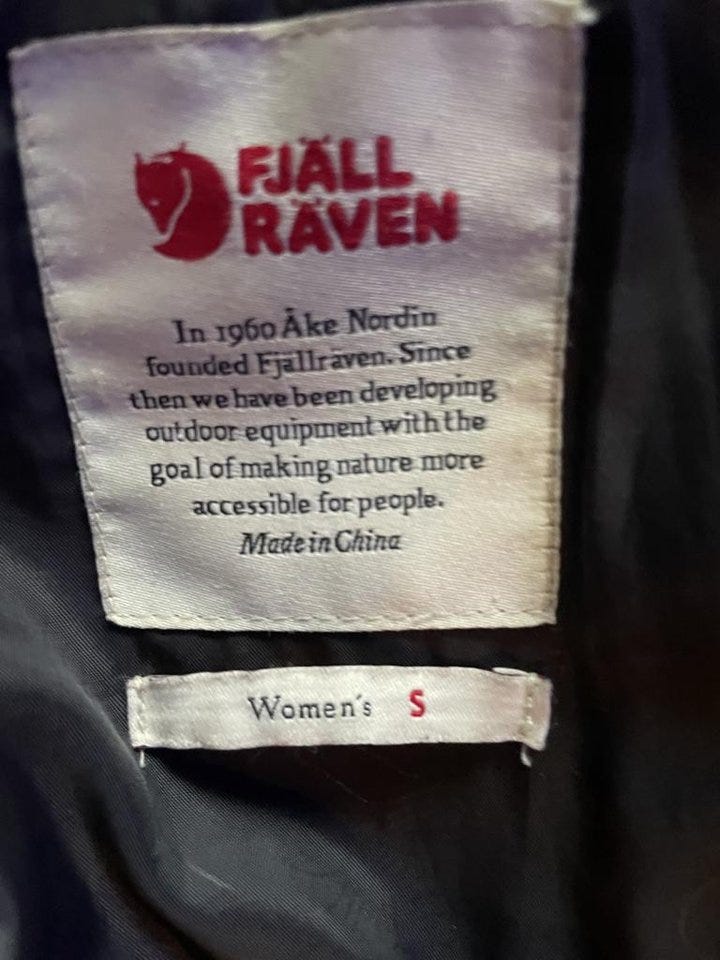 FJÄLL
RÄVEN
In 1960 Åke Nordin
founded Fjällräven. Since
then we have been developing
outdoor equipment with the
goal of making nature more
accessible for people.
Made in China
Women's S